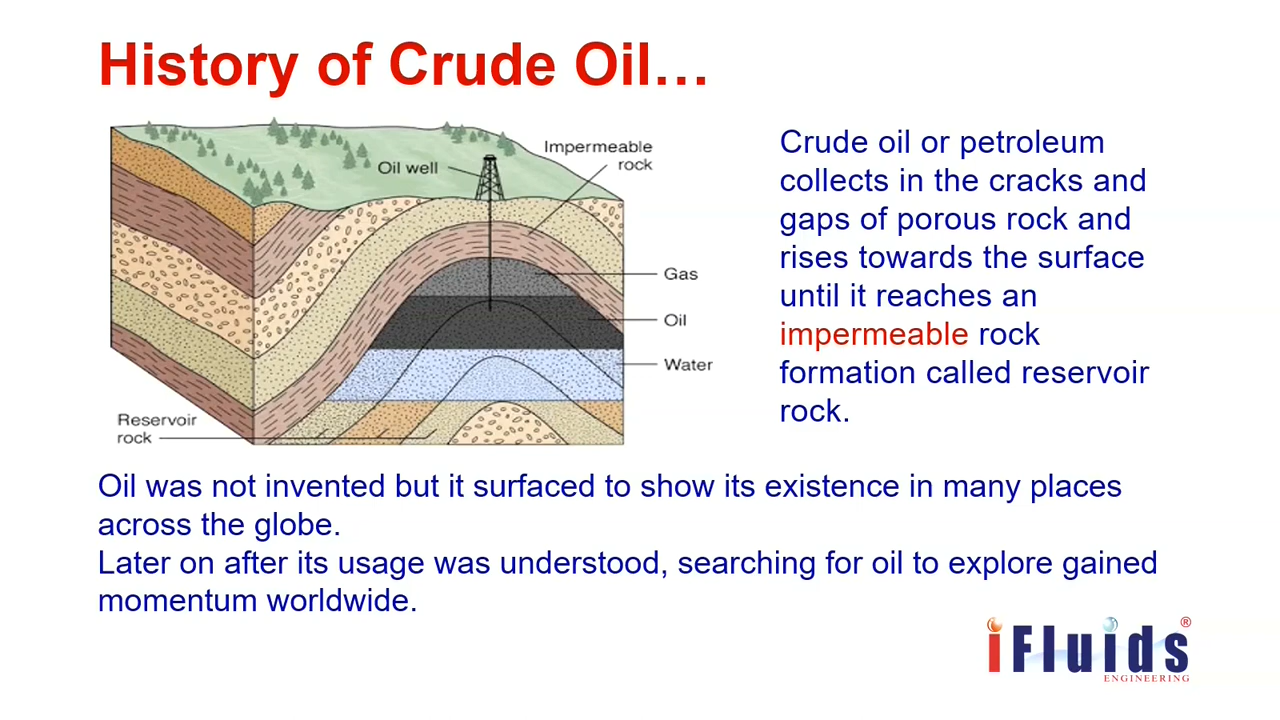 History of Crude Oil…
Oil well
Impermeable
rock
Gas
Oil
Water
Reservoir
rock
Crude oil or petroleum
collects in the cracks and
gaps of porous rock and
rises towards the surface
until it reaches an
impermeable rock
formation called reservoir
rock.
Oil was not invented but it surfaced to show its existence in many places
across the globe.
Later on after its usage was understood, searching for oil to explore gained
momentum worldwide.
iFluids®
ENGINEERING